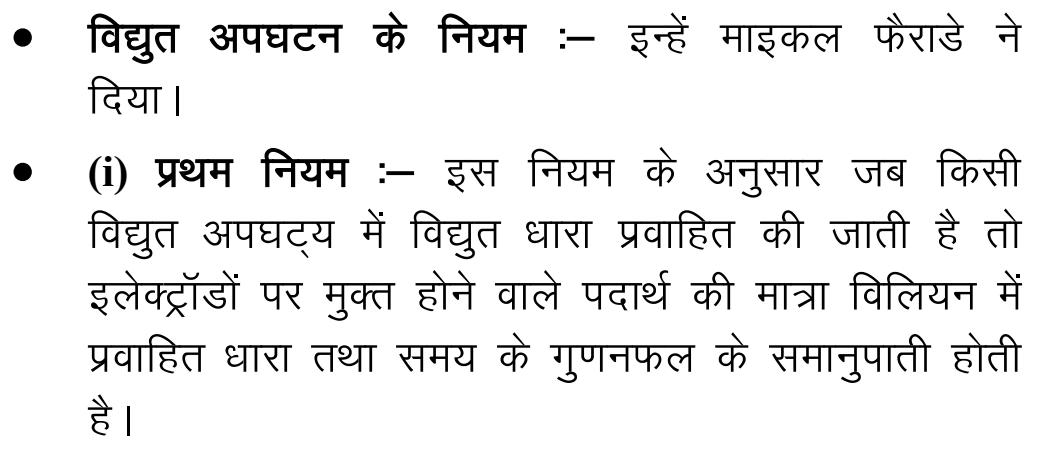 • विद्युत अपघटन के नियम :– इन्हें माइकल फैराडे ने
दिया।
• (i) प्रथम नियम :– इस नियम के अनुसार जब किसी
विद्युत अपघट्य में विद्युत धारा प्रवाहित की जाती है तो
इलेक्ट्रॉडों पर मुक्त होने वाले पदार्थ की मात्रा विलियन में
प्रवाहित धारा तथा समय के गुणनफल के समानुपाती होती
है।